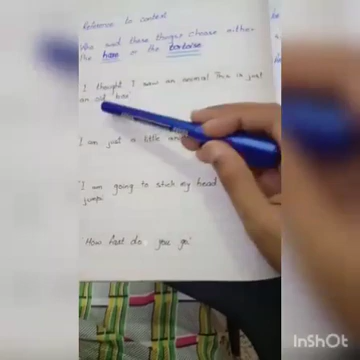 Reference to context
Who said these things choose either
the hare or the tortoise
'I thought I saw an animal This is just
an old
I am just a little
'I am going to stick my head
jump'
How fast do you go'
InShOt